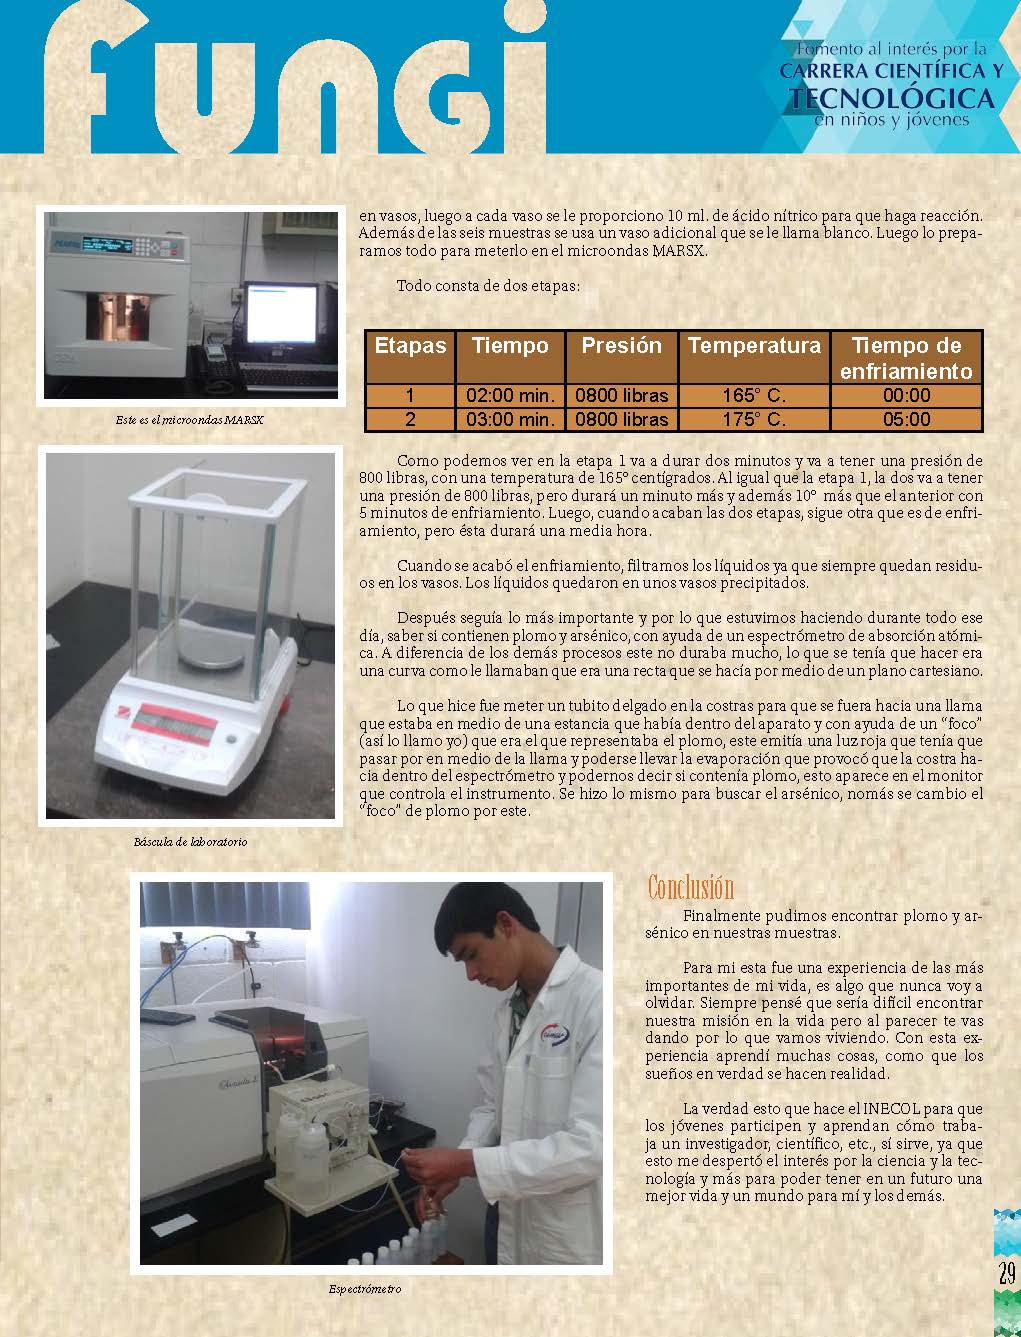 Fungi
Fomento al interés por la
CARRERA CIENTÍFICA Y
TECNOLÓGICA
en niños y jóvenes
en vasos, luego a cada vaso se le proporciono 10 ml. de ácido nítrico para que haga reacción.
Además de las seis muestras se usa un vaso adicional que se le llama blanco. Luego lo prepa-
ramos todo para meterlo en el microondas MARSX.
Todo consta de dos etapas:
Este es el microondas MARSX
Etapas Tiempo Presión Temperatura Tiempo de
enfriamiento
1 02:00 min. 0800 libras 165° C. 00:00
2 03:00 min. 0800 libras 175° C. 05:00
Como podemos ver en la etapa 1 va a durar dos minutos y va a tener una presión de
800 libras, con una temperatura de 165° centígrados. Al igual que la etapa 1, la dos va a tener
una presión de 800 libras, pero durará un minuto más y además 10° más que el anterior con
5 minutos de enfriamiento. Luego, cuando acaban las dos etapas, sigue otra que es de enfri-
amiento, pero ésta durará una media hora.
Cuando se acabó el enfriamiento, filtramos los líquidos ya que siempre quedan residu-
os en los vasos. Los líquidos quedaron en unos vasos precipitados.
Después seguía lo más importante y por lo que estuvimos haciendo durante todo ese
día, saber si contienen plomo y arsénico, con ayuda de un espectrómetro de absorción atómi-
ca. A diferencia de los demás procesos este no duraba mucho, lo que se tenía que hacer era
una curva como le llamaban que era una recta que se hacía por medio de un plano cartesiano.
Lo que hice fue meter un tubito delgado en la costras para que se fuera hacia una llama
que estaba en medio de una estancia que había dentro del aparato y con ayuda de un "foco"
(así lo llamo yo) que era el que representaba el plomo, este emitía una luz roja que tenía que
pasar por en medio de la llama y poderse llevar la evaporación que provocó que la costra ha-
cia dentro del espectrómetro y podernos decir si contenía plomo, esto aparece en el monitor
que controla el instrumento. Se hizo lo mismo para buscar el arsénico, nomás se cambio el
"foco" de plomo por este.
Báscula de laboratorio
Conclusión
Finalmente pudimos encontrar plomo y ar-
sénico en nuestras muestras.
Para mi esta fue una experiencia de las más
importantes de mi vida, es algo que nunca voy a
olvidar. Siempre pensé que sería difícil encontrar
nuestra misión en la vida pero al parecer te vas
dando por lo que vamos viviendo. Con esta ex-
periencia aprendí muchas cosas, como que los
sueños en verdad se hacen realidad.
La verdad esto que hace el INECOL para que
los jóvenes participen y aprendan cómo traba-
ja un investigador, científico, etc., sí sirve, ya que
esto me despertó el interés por la ciencia y la tec-
nología y más para poder tener en un futuro una
mejor vida y un mundo para mí y los demás.
Espectrómetro
29